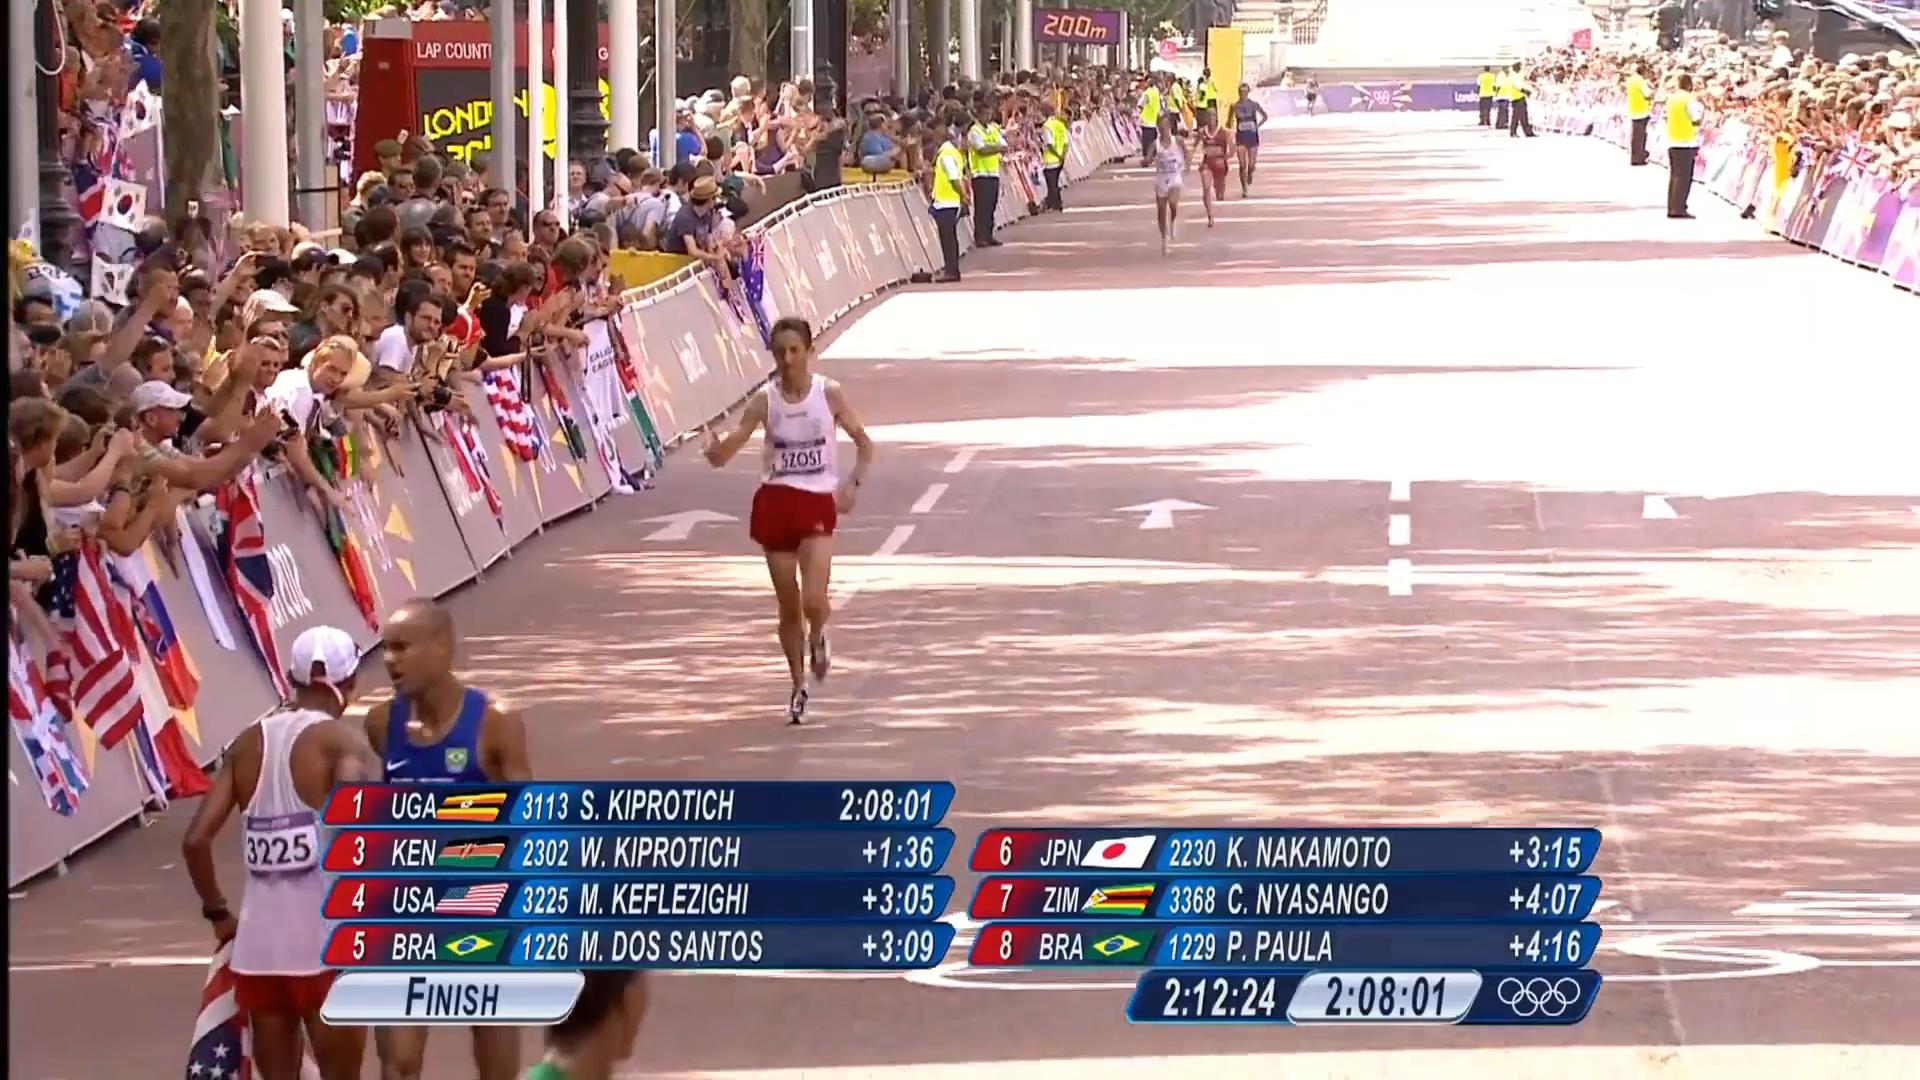 200m
LAP COUNT
LONDON
SZOST
3225
1 UGA 3113 S. KIPROTICH 2:08:01
3 KEN 2302 W. KIPROTICH +1:36
4 USA 3225 M. KEFLEZIGHI +3:05
5 BRA 1226 M. DOS SANTOS +3:09
6 JPN 2230 K. NAKAMOTO +3:15
7 ZIM 3368 C. NYASANGO +4:07
8 BRA 1229 P. PAULA +4:16
FINISH
2:12:24 2:08:01